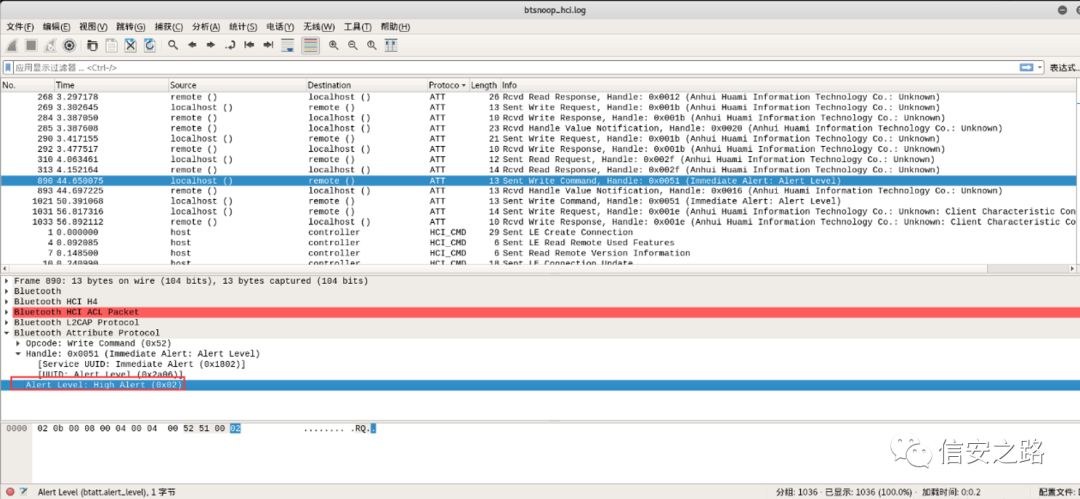 btsnoop_hci.log
文件(F) 编辑(E) 视图(V) 跳转(G) 捕获(C) 分析(A) 统计(S) 电话(Y) 无线(W) 工具(T) 帮助(H)
应用显示过滤器 … <Ctrl-/> 表达式…
No. Time Source Destination Protoco Length Info
268 3.297178 remote () localhost () ATT 26 Rcvd Read Response, Handle: 0x0012 (Anhui Huami Information Technology Co.: Unknown)
269 3.302645 localhost () remote () ATT 13 Sent Write Request, Handle: 0x001b (Anhui Huami Information Technology Co.: Unknown)
284 3.387050 remote () localhost () ATT 10 Rcvd Write Response, Handle: 0x001b (Anhui Huami Information Technology Co.: Unknown)
285 3.387608 remote () localhost () ATT 23 Rcvd Handle Value Notification, Handle: 0x0020 (Anhui Huami Information Technology Co.: Unknown)
290 3.417155 localhost () remote () ATT 21 Sent Write Request, Handle: 0x001b (Anhui Huami Information Technology Co.: Unknown)
292 3.477517 remote () localhost () ATT 10 Rcvd Write Response, Handle: 0x001b (Anhui Huami Information Technology Co.: Unknown)
310 4.063461 localhost () remote () ATT 12 Sent Read Request, Handle: 0x002f (Anhui Huami Information Technology Co.: Unknown)
313 4.152164 remote () localhost () ATT 14 Rcvd Read Response, Handle: 0x002f (Anhui Huami Information Technology Co.: Unknown)
890 44.650075 localhost () remote () ATT 13 Sent Write Command, Handle: 0x0051 (Immediate Alert: Alert Level)
893 44.697225 remote () localhost () ATT 13 Rcvd Handle Value Notification, Handle: 0x0016 (Anhui Huami Information Technology Co.: Unknown)
1021 50.391068 localhost () remote () ATT 13 Sent Write Command, Handle: 0x0051 (Immediate Alert: Alert Level)
1031 56.817316 localhost () remote () ATT 14 Sent Write Request, Handle: 0x001e (Anhui Huami Information Technology Co.: Unknown: Client Characteristic Con
1033 56.892112 remote () localhost () ATT 10 Rcvd Write Response, Handle: 0x001e (Anhui Huami Information Technology Co.: Unknown: Client Characteristic Co
1 0.000000 host controller HCI_CMD 29 Sent LE Create Connection
4 0.092085 host controller HCI_CMD 6 Sent LE Read Remote Used Features
7 0.148500 host controller HCI_CMD 6 Sent Read Remote Version Information
10 0.240990 host controller HCI_CMD 18 Sent LE Connection Update
Frame 890: 13 bytes on wire (104 bits), 13 bytes captured (104 bits)
Bluetooth
Bluetooth HCI H4
Bluetooth HCI ACL Packet
Bluetooth L2CAP Protocol
Bluetooth Attribute Protocol
Opcode: Write Command (0x52)
Handle: 0x0051 (Immediate Alert: Alert Level)
[Service UUID: Immediate Alert (0x1802)]
[UUID: Alert Level (0x2a06)]
Alert Level: High Alert (0x02)
0000 02 0b 00 08 00 04 00 04 00 52 51 00 02 ........ .RQ..
信安之路
Alert Level (btatt.alert_level), 1 字节 分组: 1036 · 已显示: 1036 (100.0%) · 加载时间: 0:0.2 配置文件: D